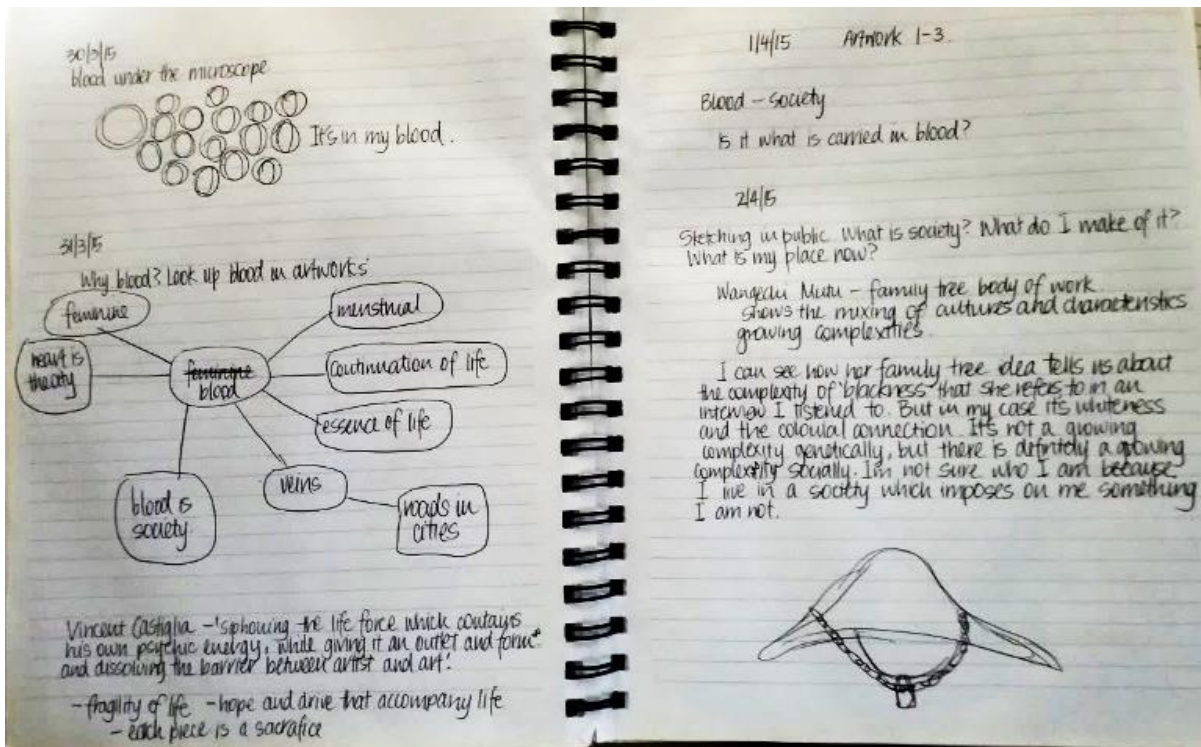 30/3/15
blood under the microscope
It's in my blood.
31/3/15
Why blood? Look up blood in artworks
feminine
menstrual
heart is
the city
feminine
blood
continuation of life
essence of life
veins
blood is
society.
roads in
cities
Vincent Castiglia - 'siphoning the life force which contains
his own psychic energy, while giving it an outlet and form"
and dissolving the barrier between artist and art'.
- fragility of life - hope and drive that accompany life
- each piece is a sacrafice
1/4/15 Artwork 1-3.
Blood - society
Is it what is carried in blood?
2/4/15
Sketching in public. What is society? What do I make of it?
What is my place now?
Wangechi Mutu - family tree body of work.
shows the mixing of cultures and characteristics
growing complexities.
I can see how her family tree idea tells us about
the complexity of 'blackness' that she refers to in an
interview I listened to. But in my case its whiteness
and the colonial connection. It's not a growing
complexity genetically, but there is definitely a growing
complexity socially. I'm not sure who I am because
I live in a society which imposes on me something
I am not.